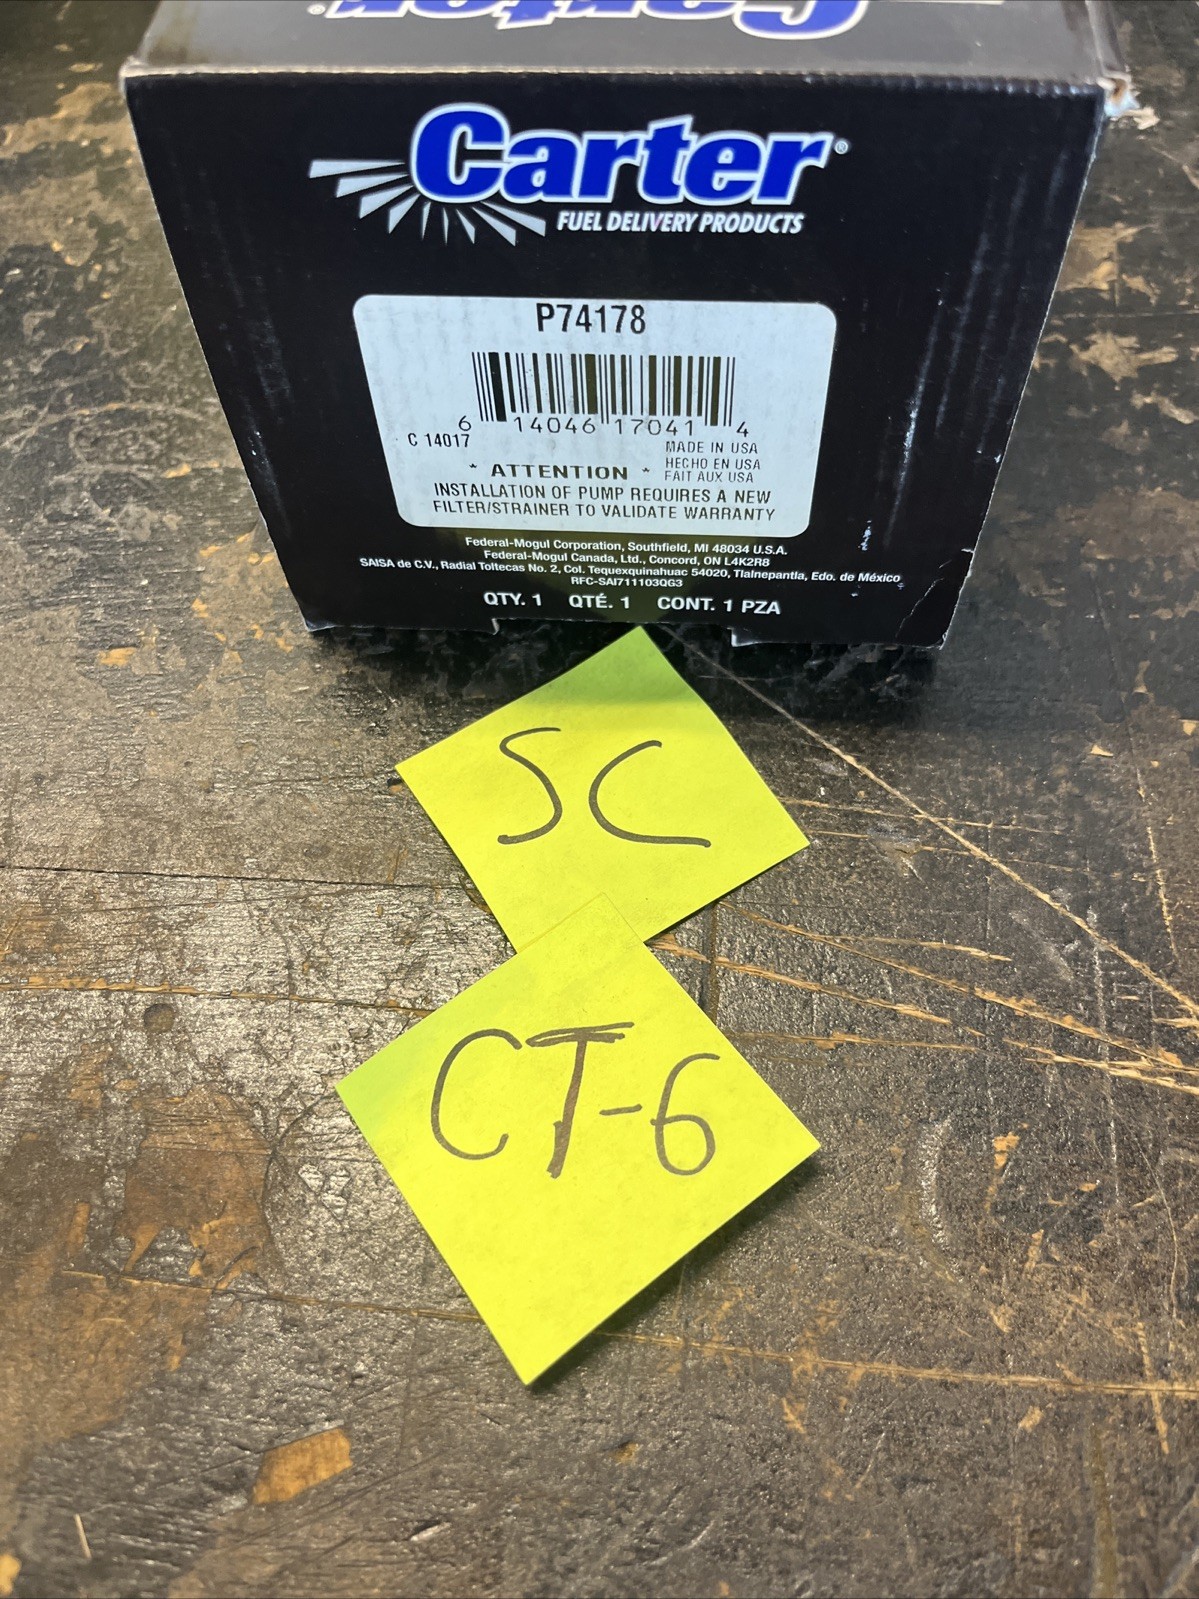 Carter®
Carter®
FUEL DELIVERY PRODUCTS
P74178
6 14046 17041 4
C 14017
MADE IN USA
HECHO EN USA
FAIT AUX USA
* ATTENTION *
INSTALLATION OF PUMP REQUIRES A NEW
FILTER/STRAINER TO VALIDATE WARRANTY
Federal-Mogul Corporation, Southfield, MI 48034 U.S.A.
Federal-Mogul Canada, Ltd., Concord, ON L4K2R8
SAISA de C.V., Radial Toltecas No. 2, Col. Tequexquinahuac 54020, Tlalnepantla, Edo. de México
RFC-SAI711103QG3
QTY. 1 QTÉ. 1 CONT. 1 PZA
SC
CT-6